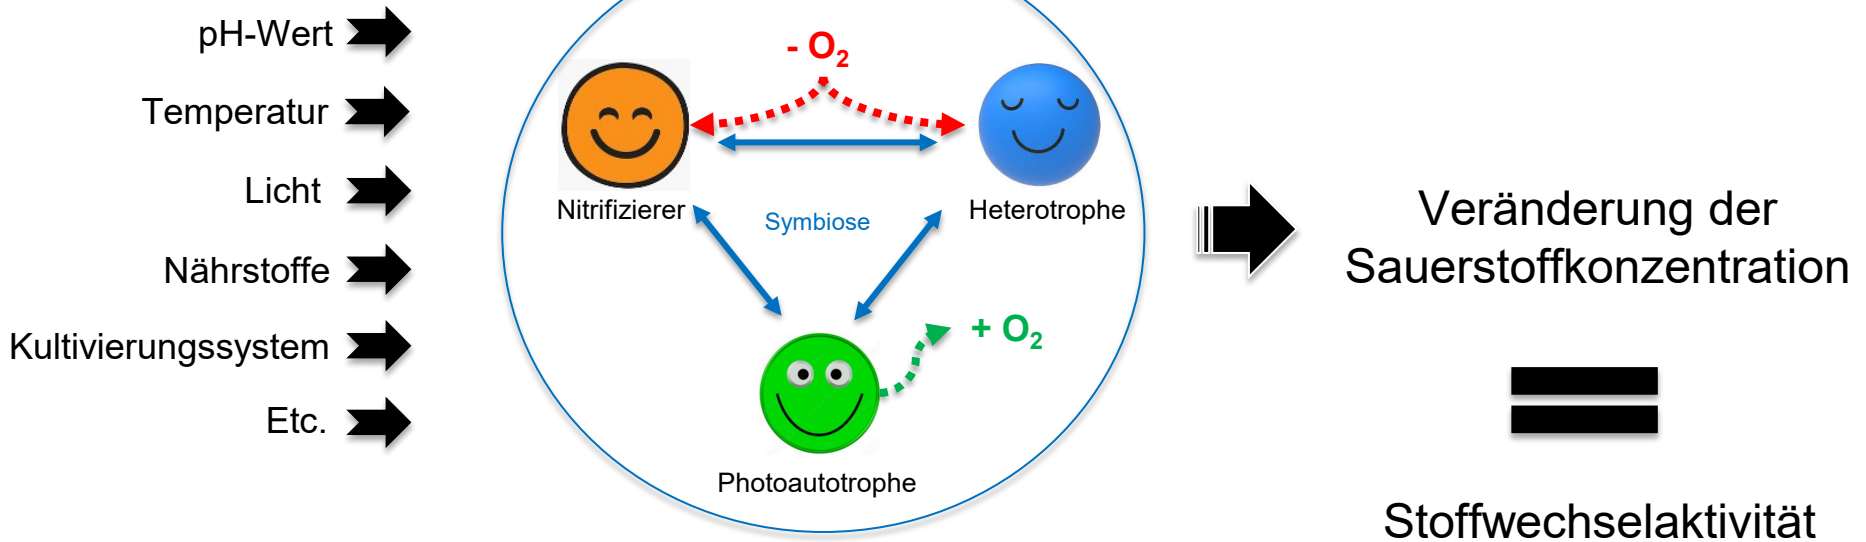 pH-Wert
Temperatur
Licht
Nährstoffe
Kultivierungssystem
Etc.
- O₂
Nitrifizierer
Heterotrophe
Symbiose
+ O₂
Photoautotrophe
Veränderung der
Sauerstoffkonzentration
=
Stoffwechselaktivität